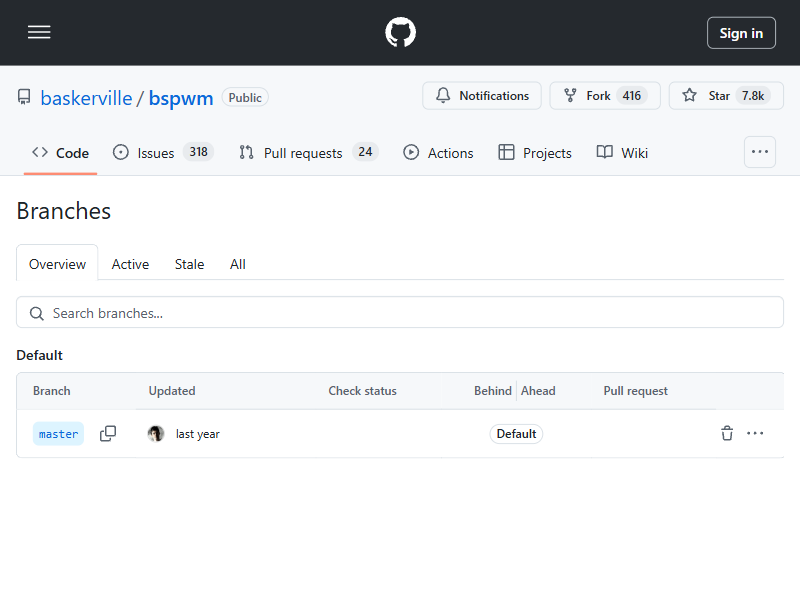 Sign in
baskerville / bspwm Public
Notifications Fork 416 Star 7.8k
Code Issues 318 Pull requests 24 Actions Projects Wiki
Branches
Overview Active Stale All
Search branches...
Default
Branch Updated Check status Behind Ahead Pull request
master last year Default